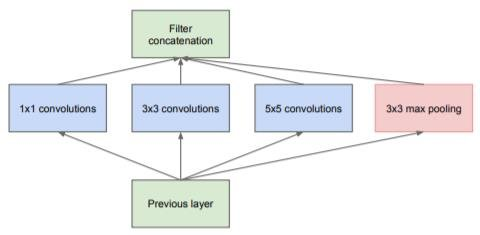 Filter
concatenation
1x1 convolutions
3x3 convolutions
5x5 convolutions
3x3 max pooling
Previous layer